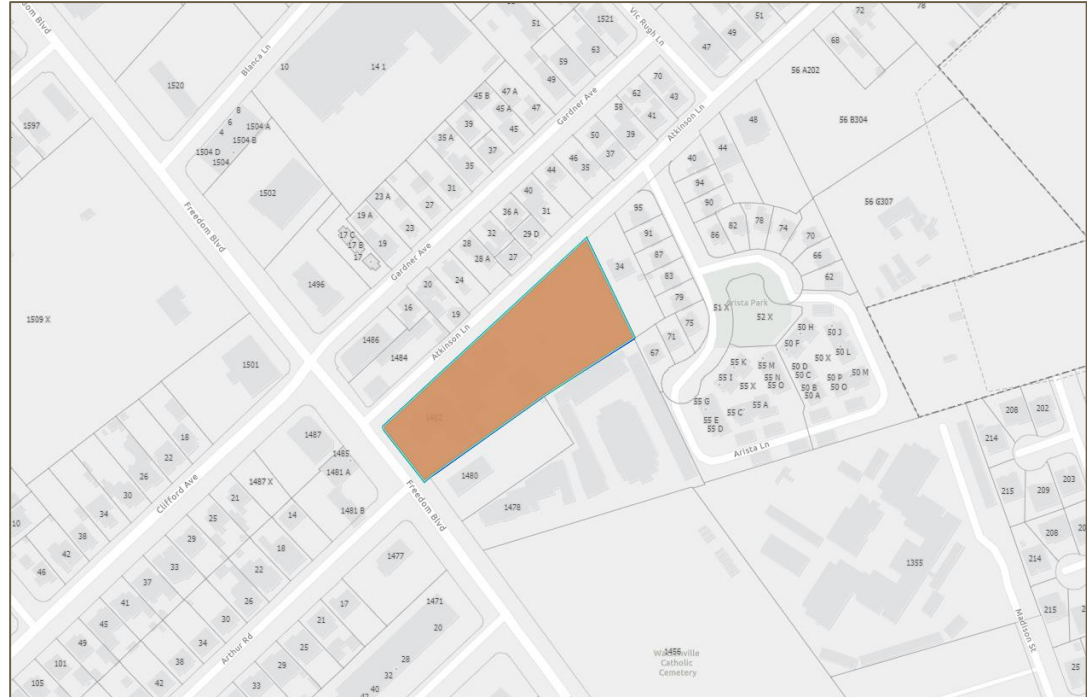 dom Blvd
Blanca Ln
1520
10
14 1
51
1521
63
59
49
Vic Rugh Ln
47
49
51
72
68
78
56 A202
1597
8
6
4
1504 A
1504 B
1504 D
1504
45 B
47 A
45 A
47
39
45
35 A
37
35
Gardner Ave
70
62
43
58
41
39
50
37
46
35
44
Atkinson Ln
48
44
40
94
90
56 B304
1502
23 A
31
27
19 A
23
17 C
17 B
19
17
40
36 A
31
32
29 D
28
28 A
27
95
91
87
83
79
75
71
67
34
86
82
78
74
70
66
62
56 G307
Freedom Blvd
Gardner Ave
1496
20
24
16
19
1486
1484
Atkinson Ln
1509 X
1501
51 X
Arista Park
52 X
50 H
50 J
50 F
50 X
50 L
50 D
50 C
50 P
50 M
50 B
50 O
50 A
55 K
55 M
55 I
55 N
55 X
55 O
55 G
55 A
55 C
55 E
55 D
Arista Ln
1482
1480
1478
Freedom Blvd
1487
1485
1481 A
1481 B
1487 X
18
22
26
30
34
38
42
46
10
Clifford Ave
21
25
29
33
37
41
45
49
101
105
14
18
22
26
30
34
38
42
Arthur Rd
1477
1471
20
17
21
25
29
33
28
32
40
42
1456
Watsonville
Catholic
Cemetery
1355
Madison St
208
202
214
215
209
203
208
214
215
25